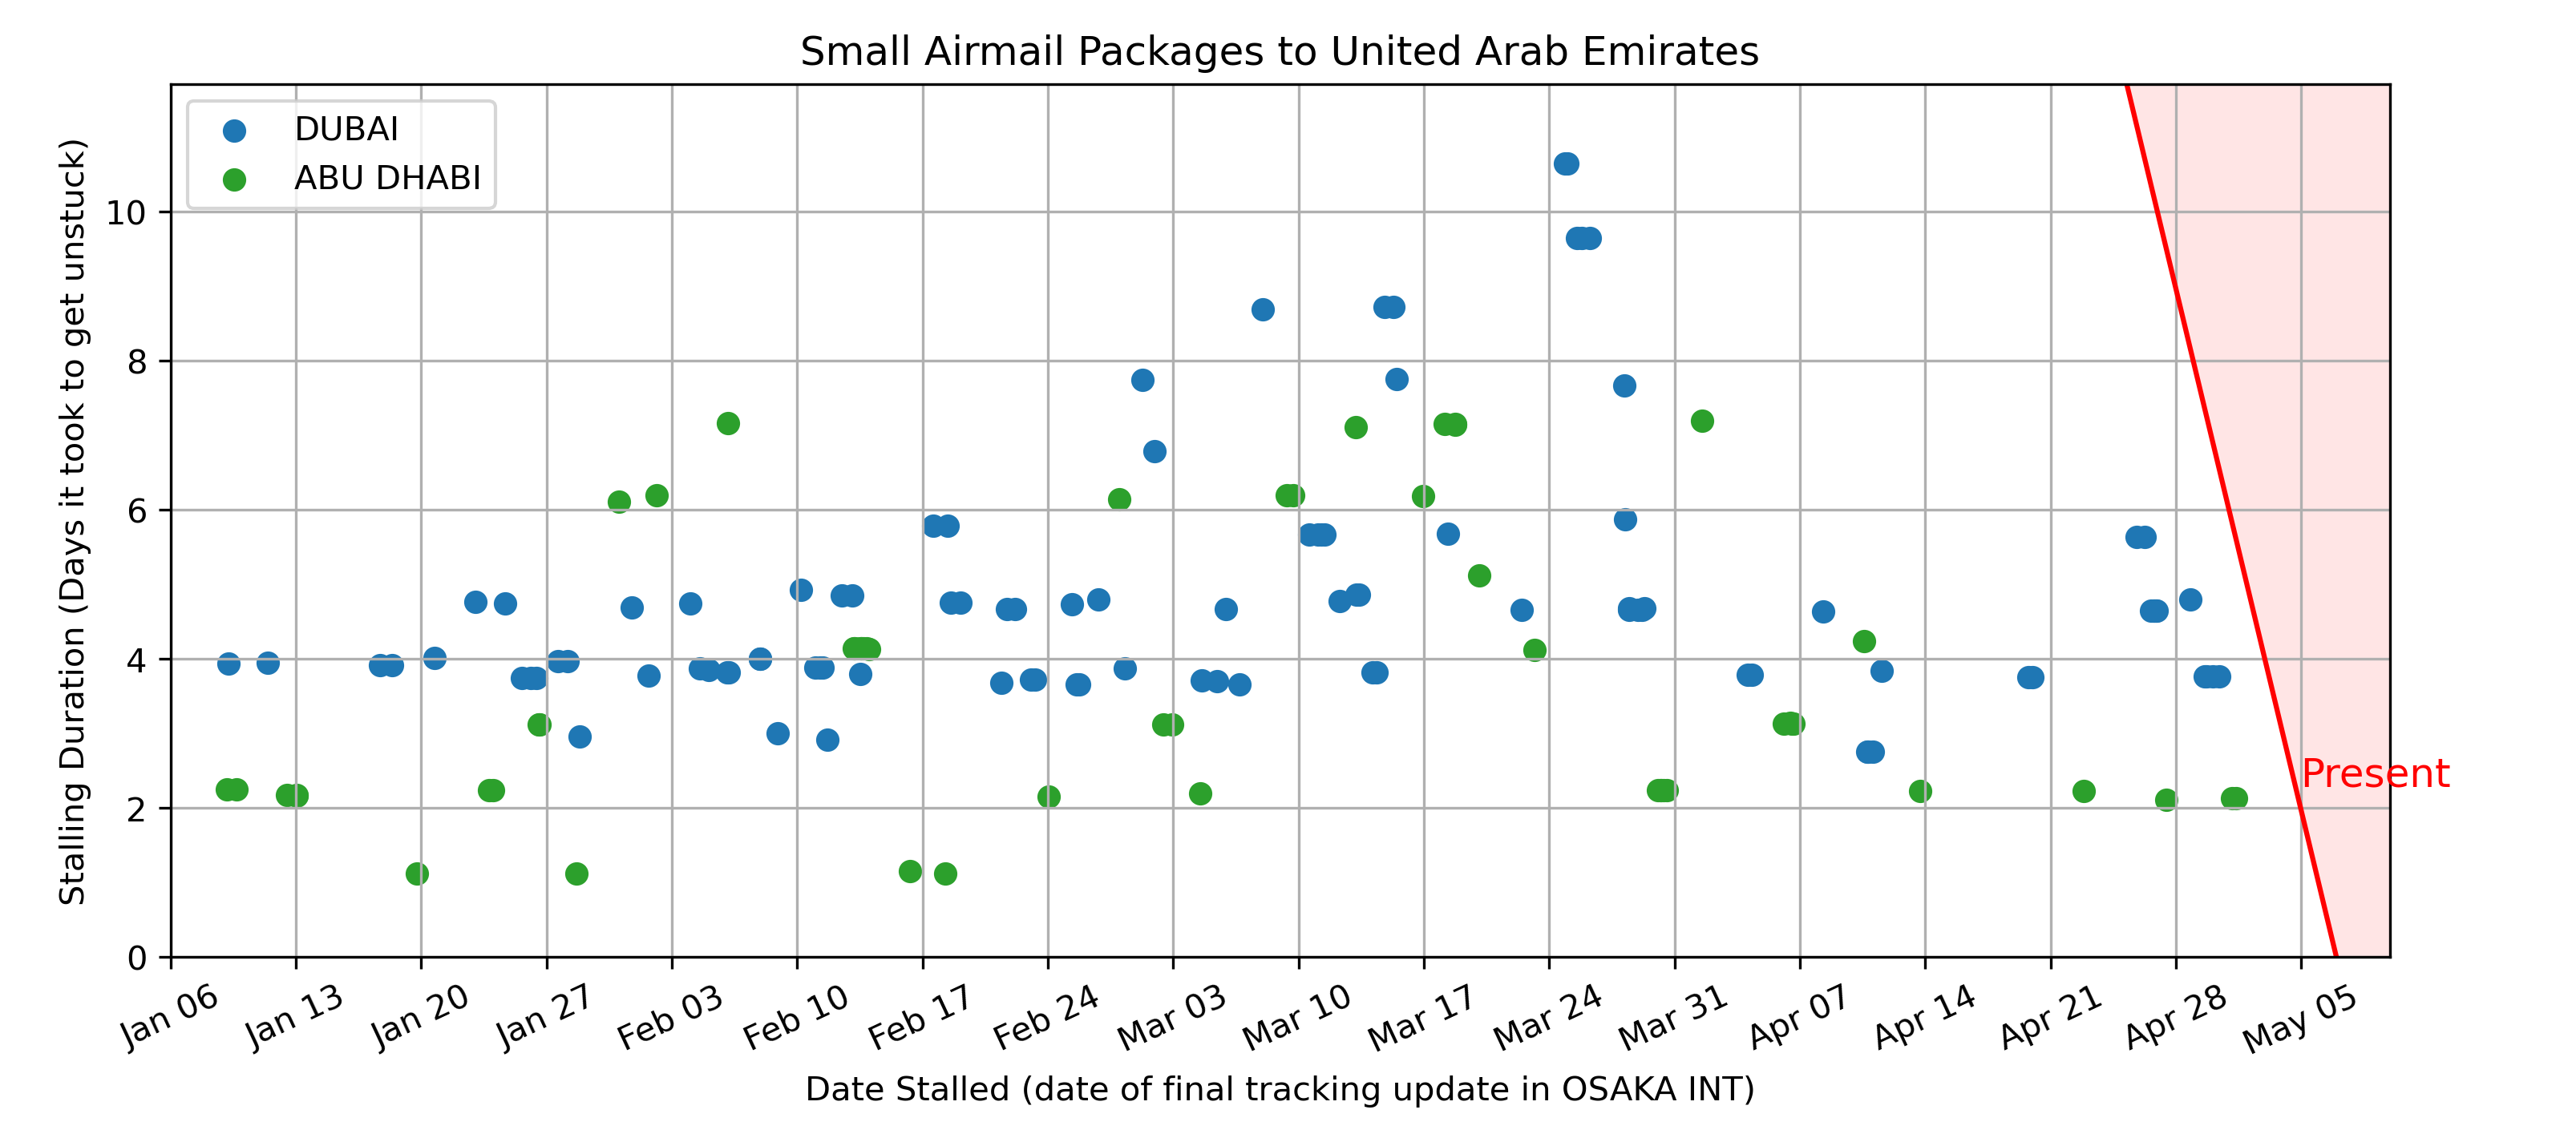 Small Airmail Packages to United Arab Emirates
DUBAI
ABU DHABI
Stalling Duration (Days it took to get unstuck)
10
8
6
4
2
0
Present
Jan 06
Jan 13
Jan 20
Jan 27
Feb 03
Feb 10
Feb 17
Feb 24
Mar 03
Mar 10
Mar 17
Mar 24
Mar 31
Apr 07
Apr 14
Apr 21
Apr 28
May 05
Date Stalled (date of final tracking update in OSAKA INT)